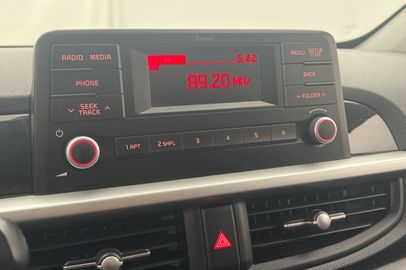 RADIO MEDIA
5:42
MENU SETUP
CLOCK
89.20 MHz
PHONE
BACK
SEEK
TRACK
FOLDER
1 RPT 2 SHFL 3 4 5 6